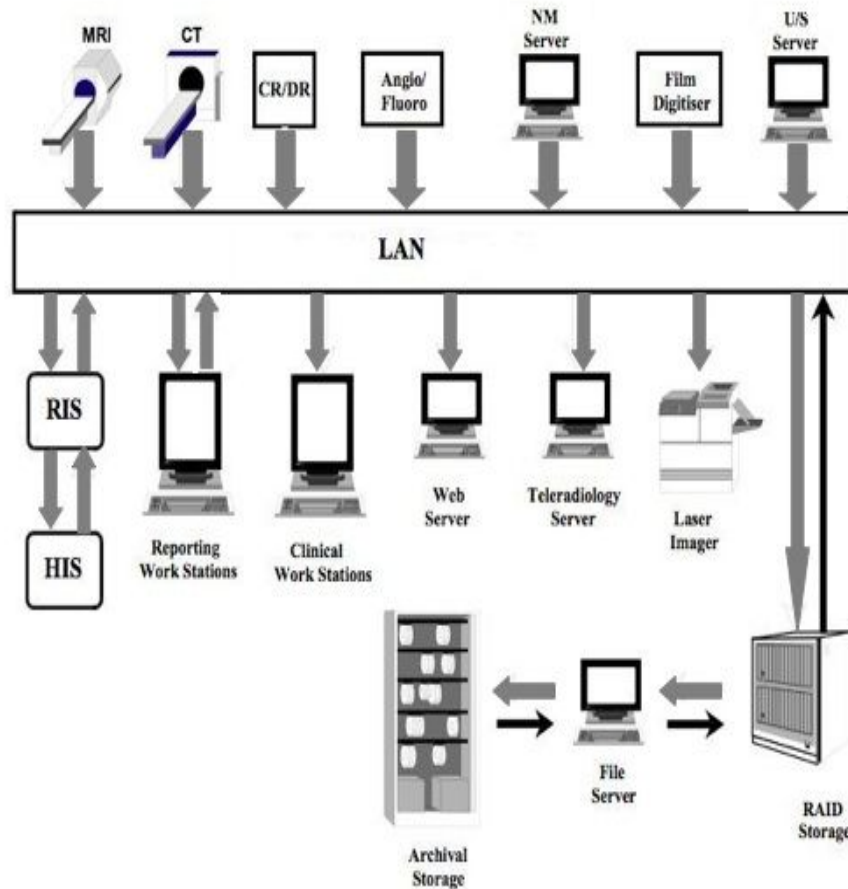 MRI
CT
CR/DR
Angio/
Fluoro
NM
Server
Film
Digitiser
U/S
Server
LAN
RIS
HIS
Reporting
Work Stations
Clinical
Work Stations
Web
Server
Teleradiology
Server
Laser
Imager
Archival
Storage
File
Server
RAID
Storage